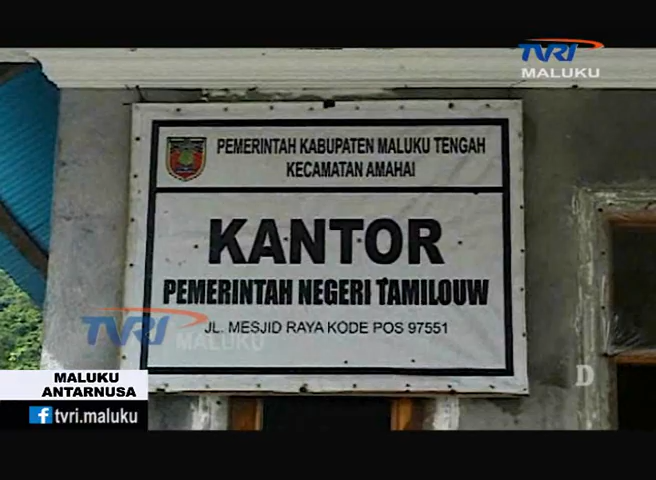 TVRI
MALUKU
PEMERINTAH KABUPATEN MALUKU TENGAH
KECAMATAN AMAHAI
KANTOR
PEMERINTAH NEGERI TAMILOUW
JL. MESJID RAYA KODE POS 97551
TVRI
MALUKU
D
MALUKU
ANTARNUSA
f tvri.maluku